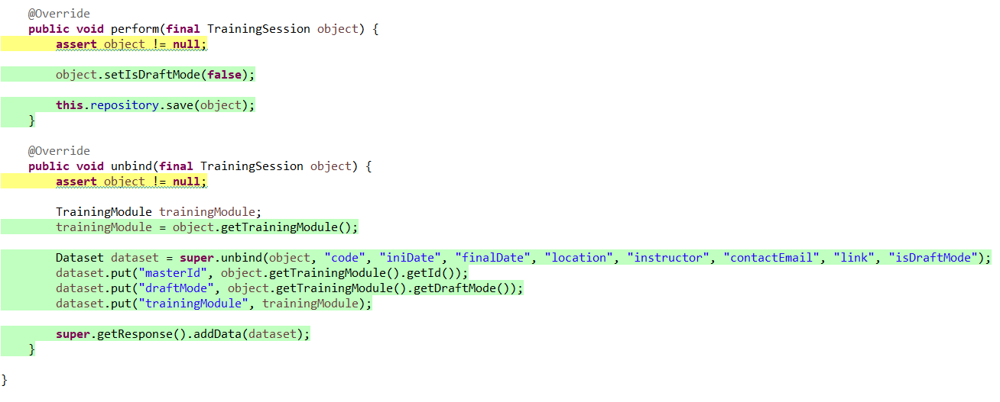 @Override
public void perform(final TrainingSession object) {
assert object != null;
object.setIsDraftMode(false);
this.repository.save(object);
}
@Override
public void unbind(final TrainingSession object) {
assert object != null;
TrainingModule trainingModule;
trainingModule = object.getTrainingModule();
Dataset dataset = super.unbind(object, "code", "iniDate", "finalDate", "location", "instructor", "contactEmail", "link", "isDraftMode");
dataset.put("masterId", object.getTrainingModule().getId());
dataset.put("draftMode", object.getTrainingModule().getDraftMode());
dataset.put("trainingModule", trainingModule);
super.getResponse().addData(dataset);
}
}